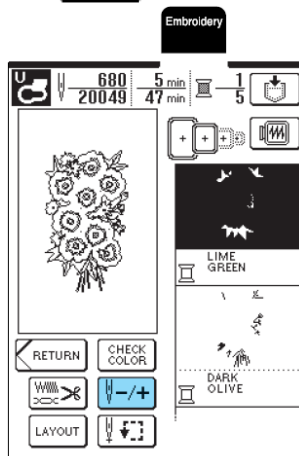 Embroidery
U 680 5 min 1
20049 47 min 5
LIME
GREEN
RETURN
CHECK
COLOR
DARK
OLIVE
-/+
LAYOUT